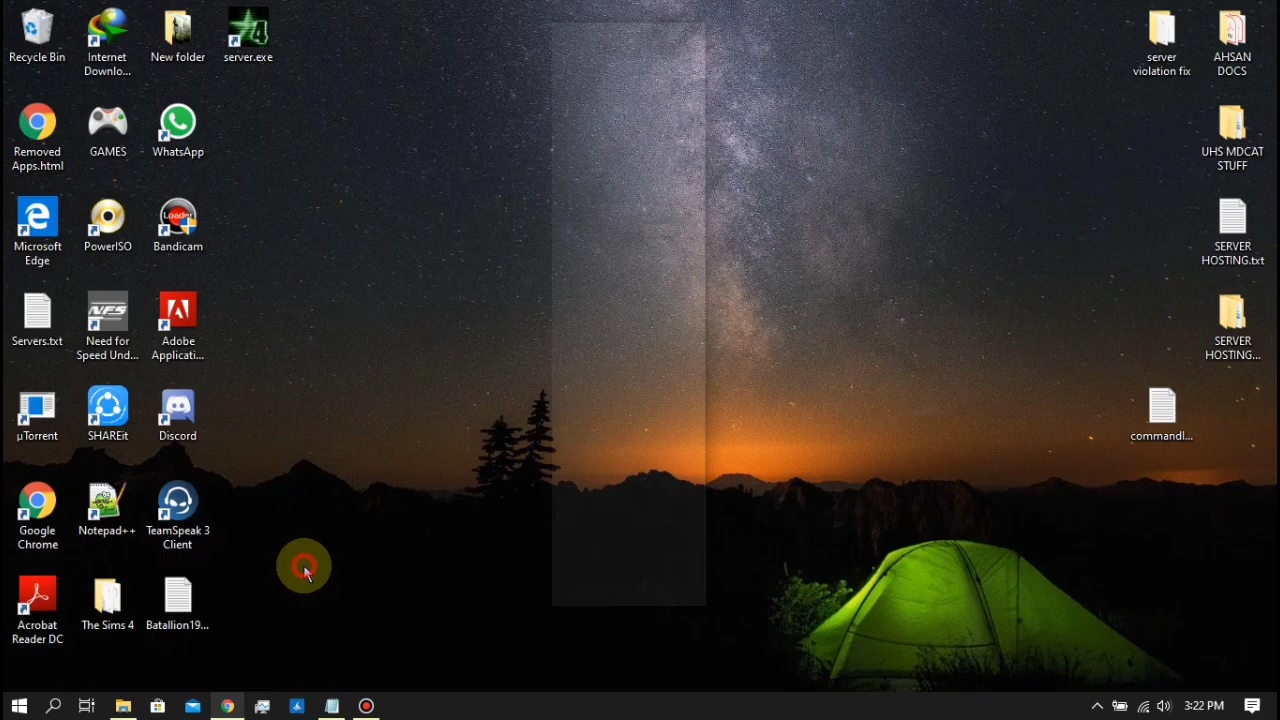 Recycle Bin
Internet
Downlo...
New folder
server.exe
server
violation fix
AHSAN
DOCS
Removed
Apps.html
GAMES
WhatsApp
UHS MDCAT
STUFF
Microsoft
Edge
PowerISO
Loader
Bandicam
SERVER
HOSTING.txt
Servers.txt
NFS
Need for
Speed Und...
Adobe
Applicati...
SERVER
HOSTING...
µTorrent
SHAREit
Discord
commandl...
Google
Chrome
Notepad++
TeamSpeak 3
Client
Acrobat
Reader DC
The Sims 4
Batallion19...
3:22 PM